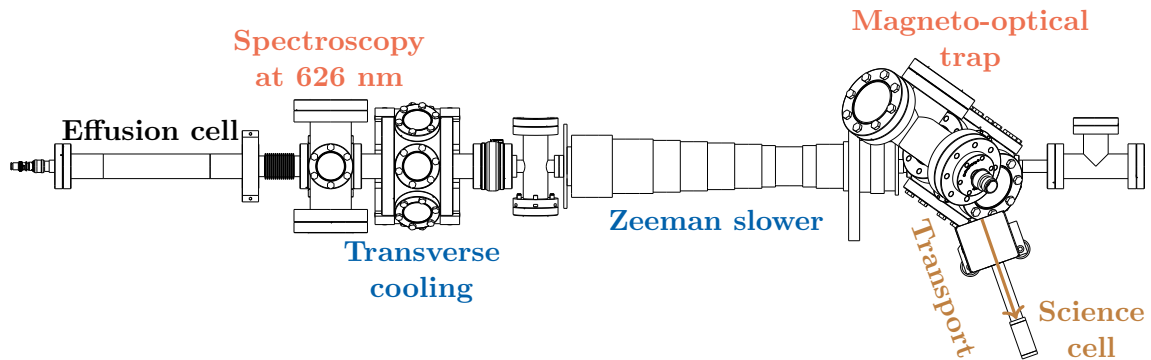 Spectroscopy
at 626 nm
Magneto-optical
trap
Effusion cell
Zeeman slower
Transverse
cooling
Transport
Science
cell